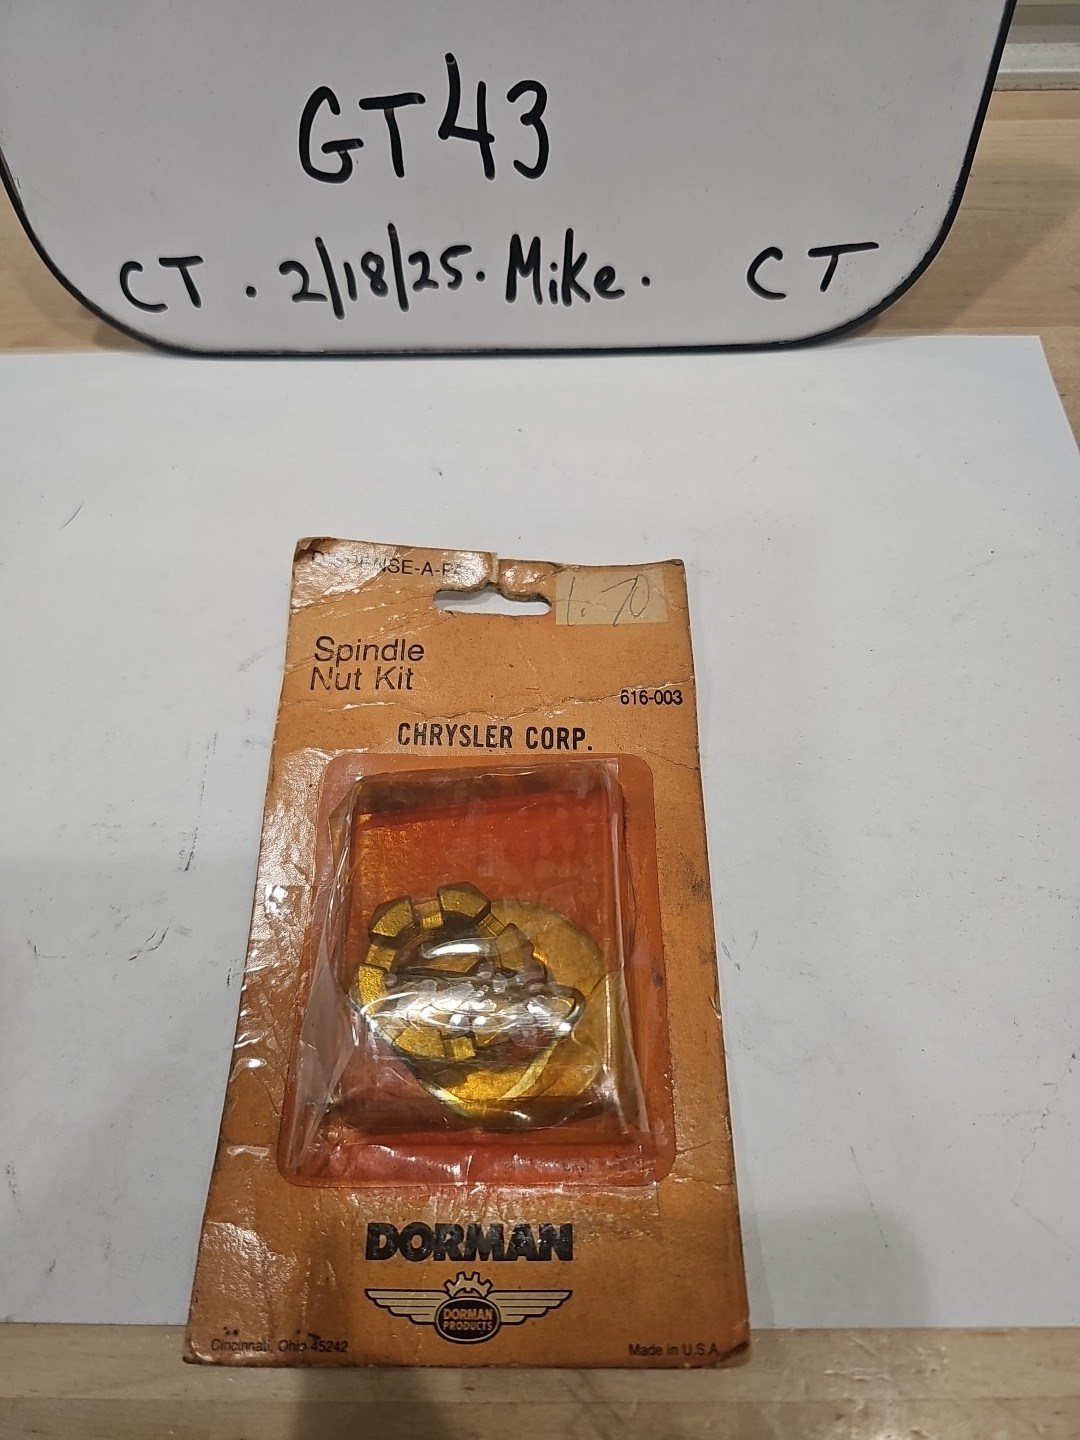 GT43
CT. 2/18/25. Mike. CT
Spindle
Nut Kit
616-003
CHRYSLER CORP.
DORMAN
DORMAN
PRODUCTS
Cincinnati, Ohio 45242
Made in U.S.A.